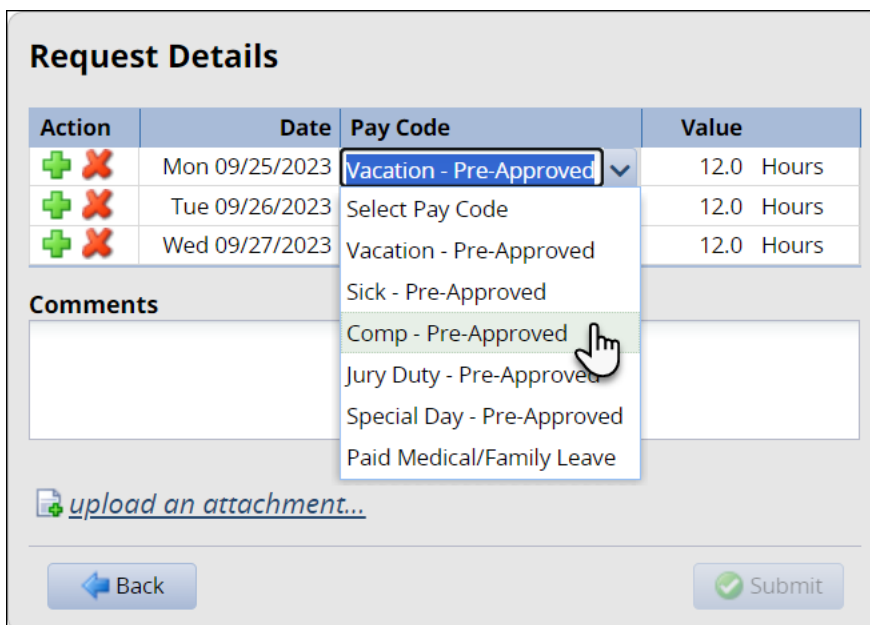 Request Details
Action Date Pay Code Value
Mon 09/25/2023 Vacation - Pre-Approved 12.0 Hours
Tue 09/26/2023 Select Pay Code 12.0 Hours
Wed 09/27/2023 Vacation - Pre-Approved 12.0 Hours
Sick - Pre-Approved
Comments
Comp - Pre-Approved
Jury Duty - Pre-Approved
Special Day - Pre-Approved
Paid Medical/Family Leave
upload an attachment...
Back Submit